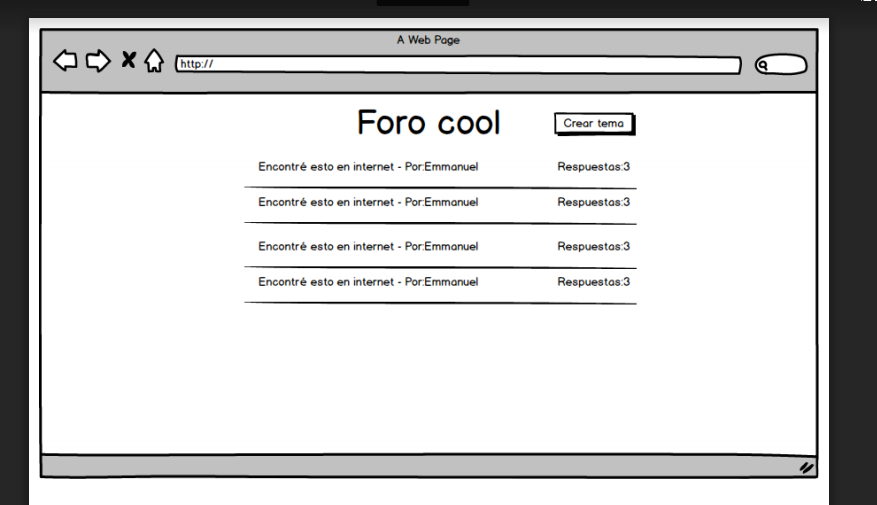 A Web Page
http://
Foro cool
Crear tema
Encontré esto en internet - Por:Emmanuel Respuestas:3
Encontré esto en internet - Por:Emmanuel Respuestas:3
Encontré esto en internet - Por:Emmanuel Respuestas:3
Encontré esto en internet - Por:Emmanuel Respuestas:3